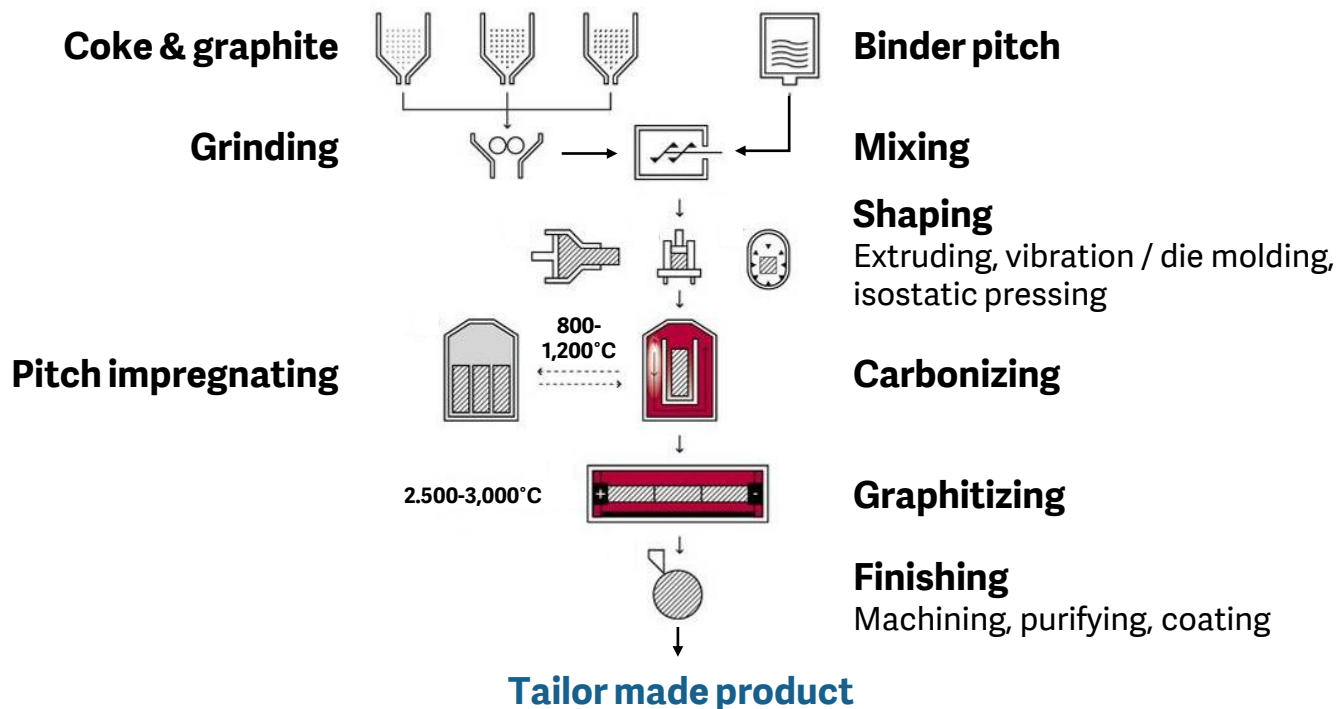 Coke & graphite
Binder pitch
Grinding
Mixing
Shaping
Extruding, vibration / die molding,
isostatic pressing
800-
1,200°C
Pitch impregnating
Carbonizing
2.500-3,000°C
+
-
Graphitizing
Finishing
Machining, purifying, coating
Tailor made product